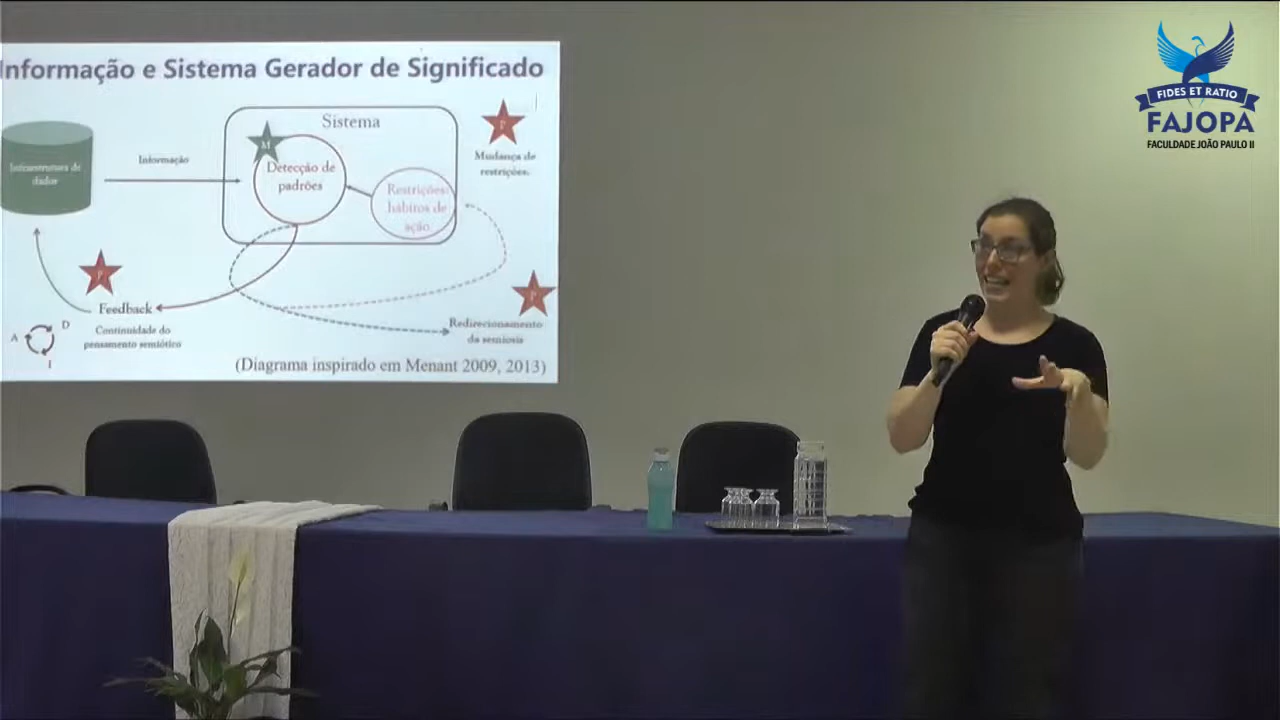 Informação e Sistema Gerador de Significado
Infraestrutura de
dados
Informação
Sistema
M
Detecção de
padrões
Restrições:
hábitos de
ação
P
Mudança de
restrições.
P
Feedback
Continuidade do
pensamento semiótico
A
D
I
P
Redirecionamento
da semiosis
(Diagrama inspirado em Menant 2009, 2013)
FIDES ET RATIO
FAJOPA
FACULDADE JOÃO PAULO II